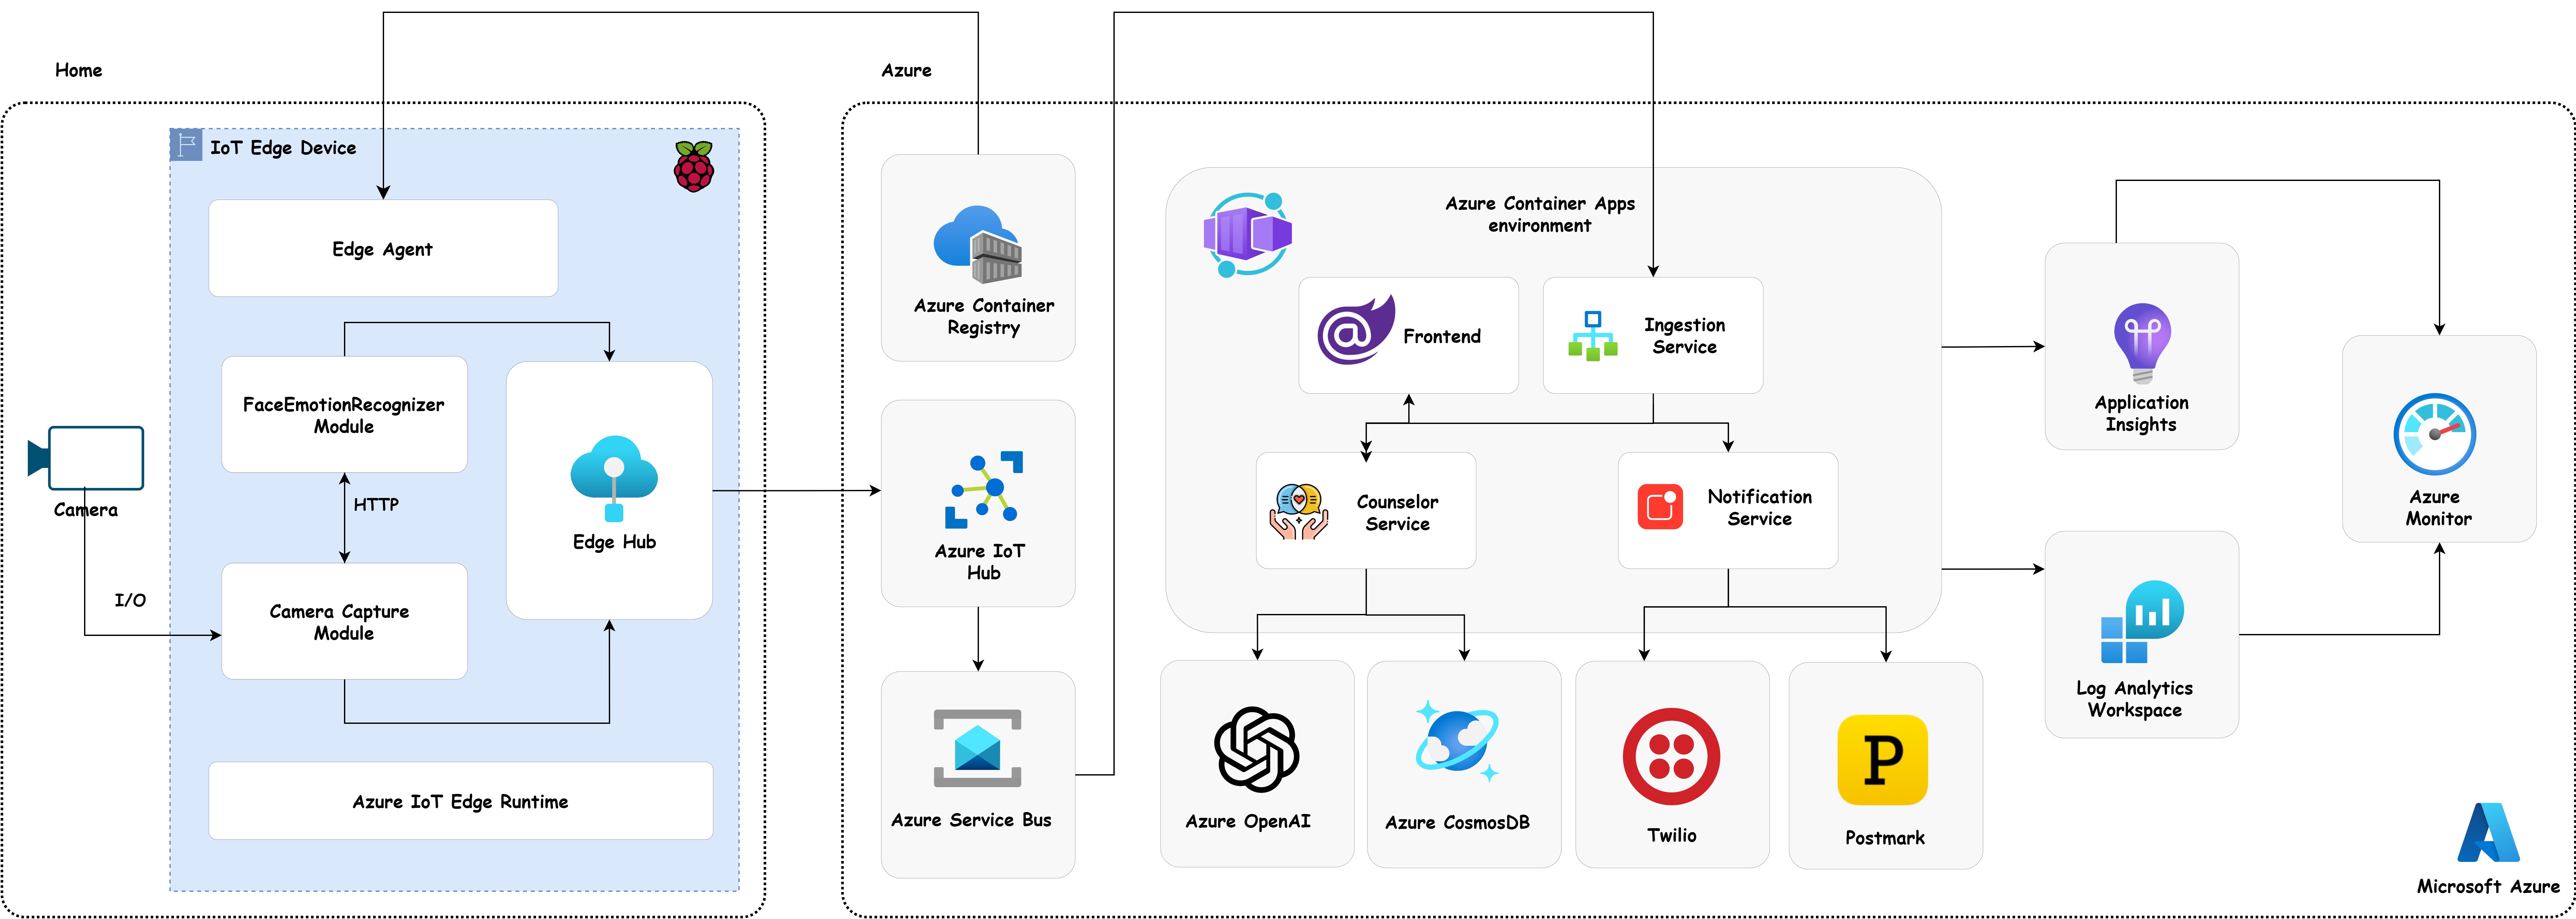 Home
Azure
IoT Edge Device
Edge Agent
FaceEmotionRecognizer
Module
HTTP
Camera
I/O
Camera Capture
Module
Edge Hub
Azure IoT Edge Runtime
Azure Container
Registry
Azure IoT
Hub
Azure Service Bus
Azure Container Apps
environment
@
Frontend
Ingestion
Service
Counselor
Service
Notification
Service
Azure OpenAI
Azure CosmosDB
Twilio
P
Postmark
Application
Insights
Log Analytics
Workspace
Azure
Monitor
Microsoft Azure